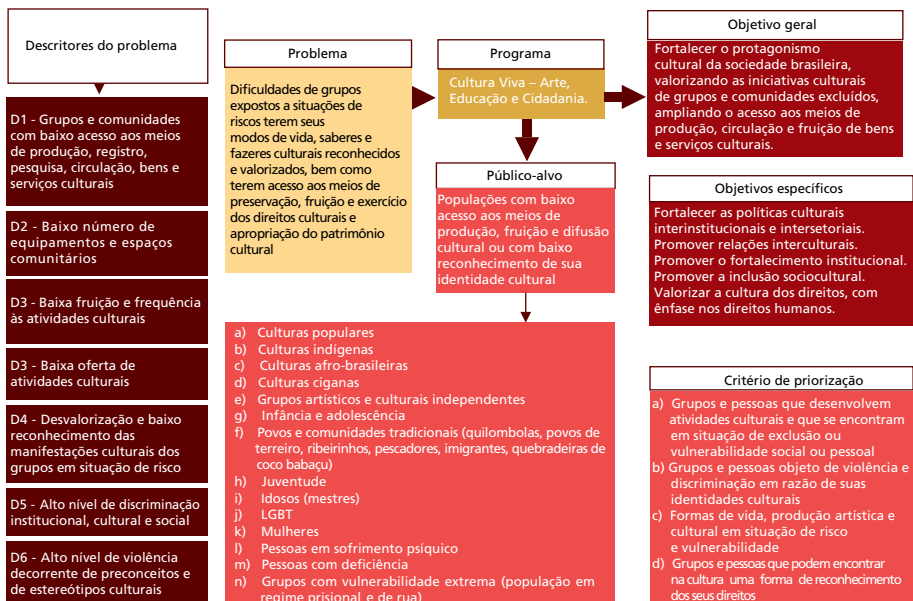 Descritores do problema
D1 - Grupos e comunidades
com baixo acesso aos meios
de produção, registro,
pesquisa, circulação, bens e
serviços culturais
D2 - Baixo número de
equipamentos e espaços
comunitários
D3 - Baixa fruição e frequência
às atividades culturais
D3 - Baixa oferta de
atividades culturais
D4 - Desvalorização e baixo
reconhecimento das
manifestações culturais dos
grupos em situação de risco
D5 - Alto nível de discriminação
institucional, cultural e social
D6 - Alto nível de violência
decorrente de preconceitos e
de estereótipos culturais
Problema
Dificuldades de grupos
expostos a situações de
riscos terem seus
modos de vida, saberes e
fazeres culturais reconhecidos
e valorizados, bem como
terem acesso aos meios de
preservação, fruição e exercício
dos direitos culturais e
apropriação do patrimônio
cultural
Programa
Cultura Viva – Arte,
Educação e Cidadania.
Público-alvo
Populações com baixo
acesso aos meios de
produção, fruição e difusão
cultural ou com baixo
reconhecimento de sua
identidade cultural
a) Culturas populares
b) Culturas indígenas
c) Culturas afro-brasileiras
d) Culturas ciganas
e) Grupos artísticos e culturais independentes
g) Infância e adolescência
f) Povos e comunidades tradicionais (quilombolas, povos de
terreiro, ribeirinhos, pescadores, imigrantes, quebradeiras de
coco babaçu)
h) Juventude
i) Idosos (mestres)
j) LGBT
k) Mulheres
l) Pessoas em sofrimento psíquico
m) Pessoas com deficiência
n) Grupos com vulnerabilidade extrema (população em
regime prisional e de rua)
Objetivo geral
Fortalecer o protagonismo
cultural da sociedade brasileira,
valorizando as iniciativas culturais
de grupos e comunidades excluídos,
ampliando o acesso aos meios de
produção, circulação e fruição de bens
e serviços culturais.
Objetivos específicos
Fortalecer as políticas culturais
interinstitucionais e intersetoriais.
Promover relações interculturais.
Promover o fortalecimento institucional.
Promover a inclusão sociocultural.
Valorizar a cultura dos direitos, com
ênfase nos direitos humanos.
Critério de priorização
a) Grupos e pessoas que desenvolvem
atividades culturais e que se encontram
em situação de exclusão ou
vulnerabilidade social ou pessoal
b) Grupos e pessoas objeto de violência e
discriminação em razão de suas
identidades culturais
c) Formas de vida, produção artística e
cultural em situação de risco
e vulnerabilidade
d) Grupos e pessoas que podem encontrar
na cultura uma forma de reconhecimento
dos seus direitos